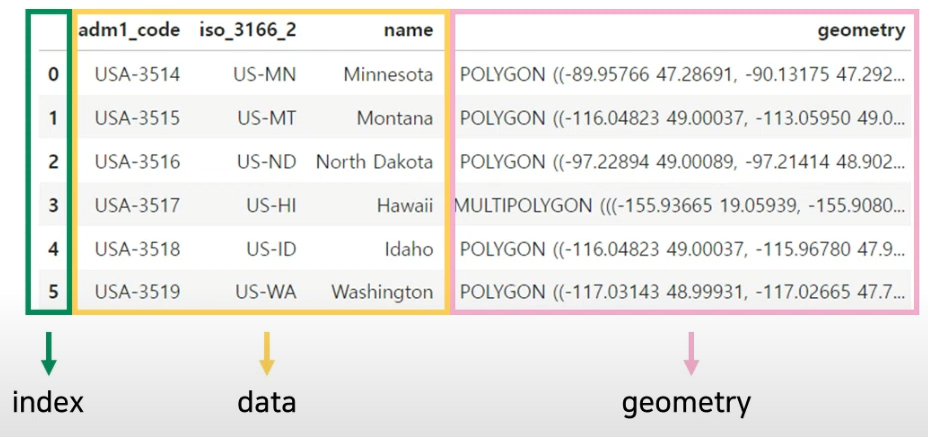 adm1_code iso_3166_2 name geometry
0 USA-3514 US-MN Minnesota POLYGON ((-89.95766 47.28691, -90.13175 47.292...
1 USA-3515 US-MT Montana POLYGON ((-116.04823 49.00037, -113.05950 49.0...
2 USA-3516 US-ND North Dakota POLYGON ((-97.22894 49.00089, -97.21414 48.902...
3 USA-3517 US-HI Hawaii MULTIPOLYGON (((-155.93665 19.05939, -155.9080...
4 USA-3518 US-ID Idaho POLYGON ((-116.04823 49.00037, -115.96780 47.9...
5 USA-3519 US-WA Washington POLYGON ((-117.03143 48.99931, -117.02665 47.7...
index data geometry